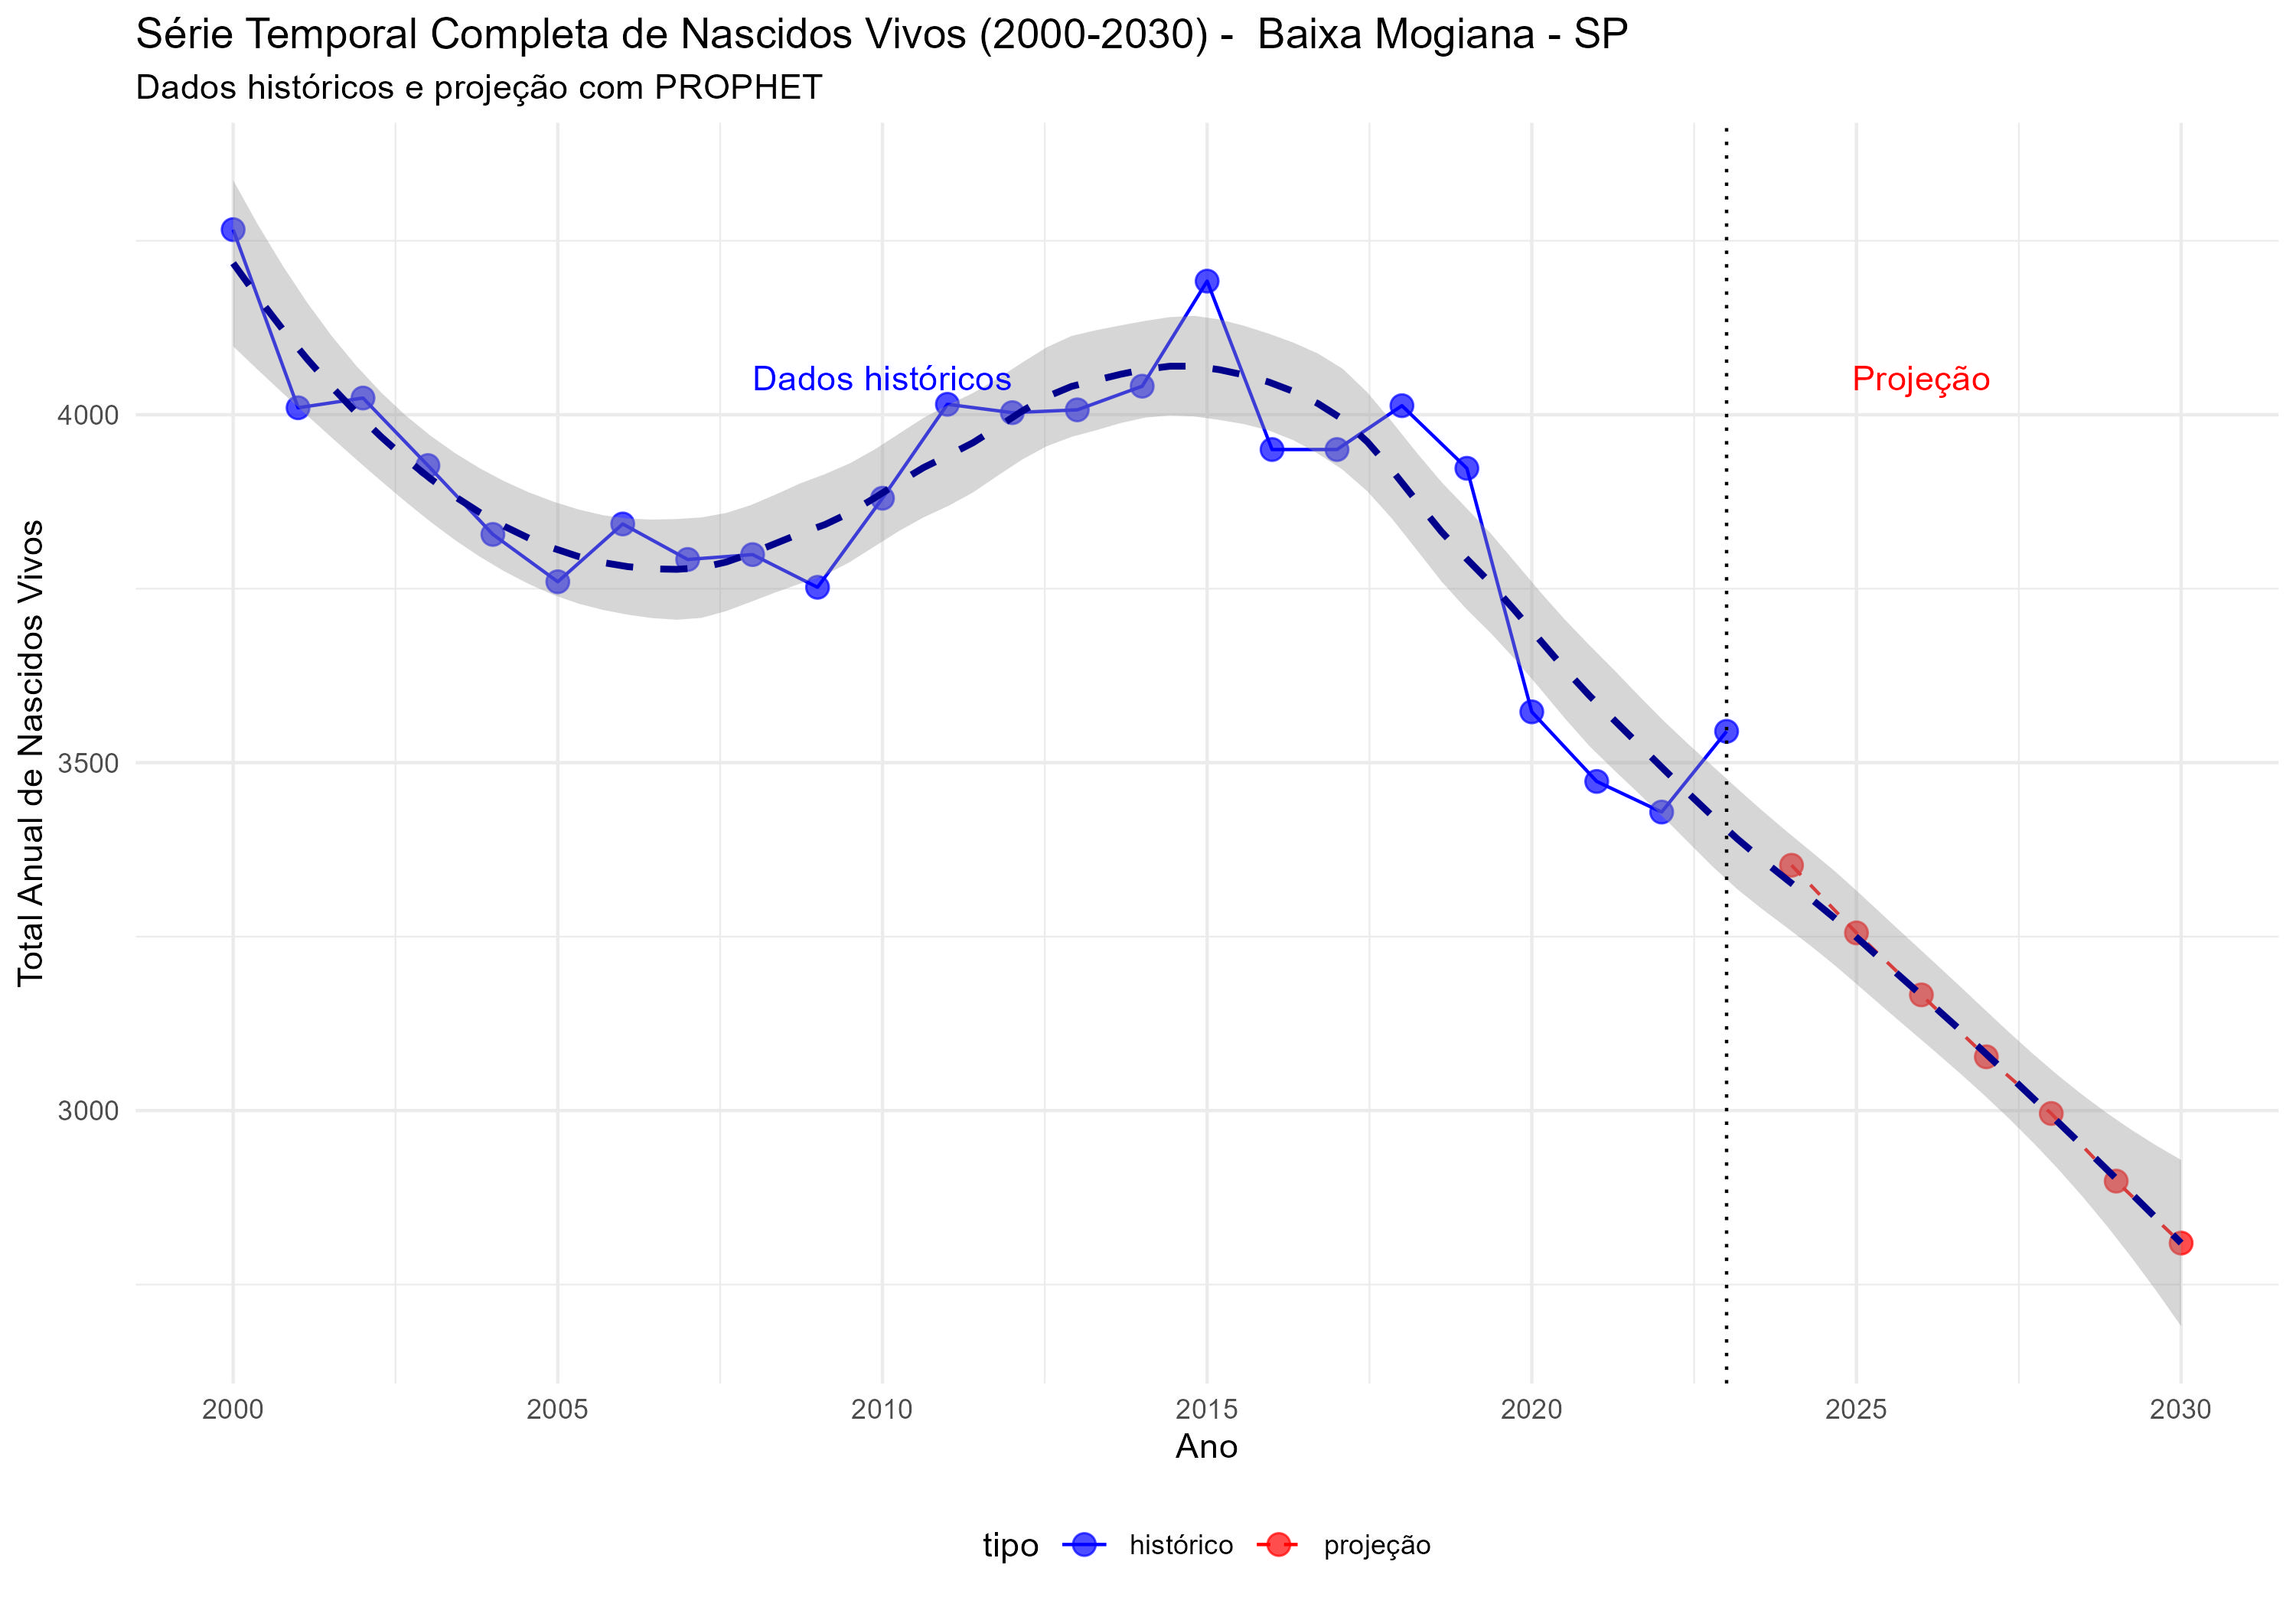 Série Temporal Completa de Nascidos Vivos (2000-2030) -  Baixa Mogiana - SP
Dados históricos e projeção com PROPHET
Total Anual de Nascidos Vivos
4000
3500
3000
Dados históricos
Projeção
2000
2005
2010
2015
2020
2025
2030
Ano
tipo
histórico
projeção